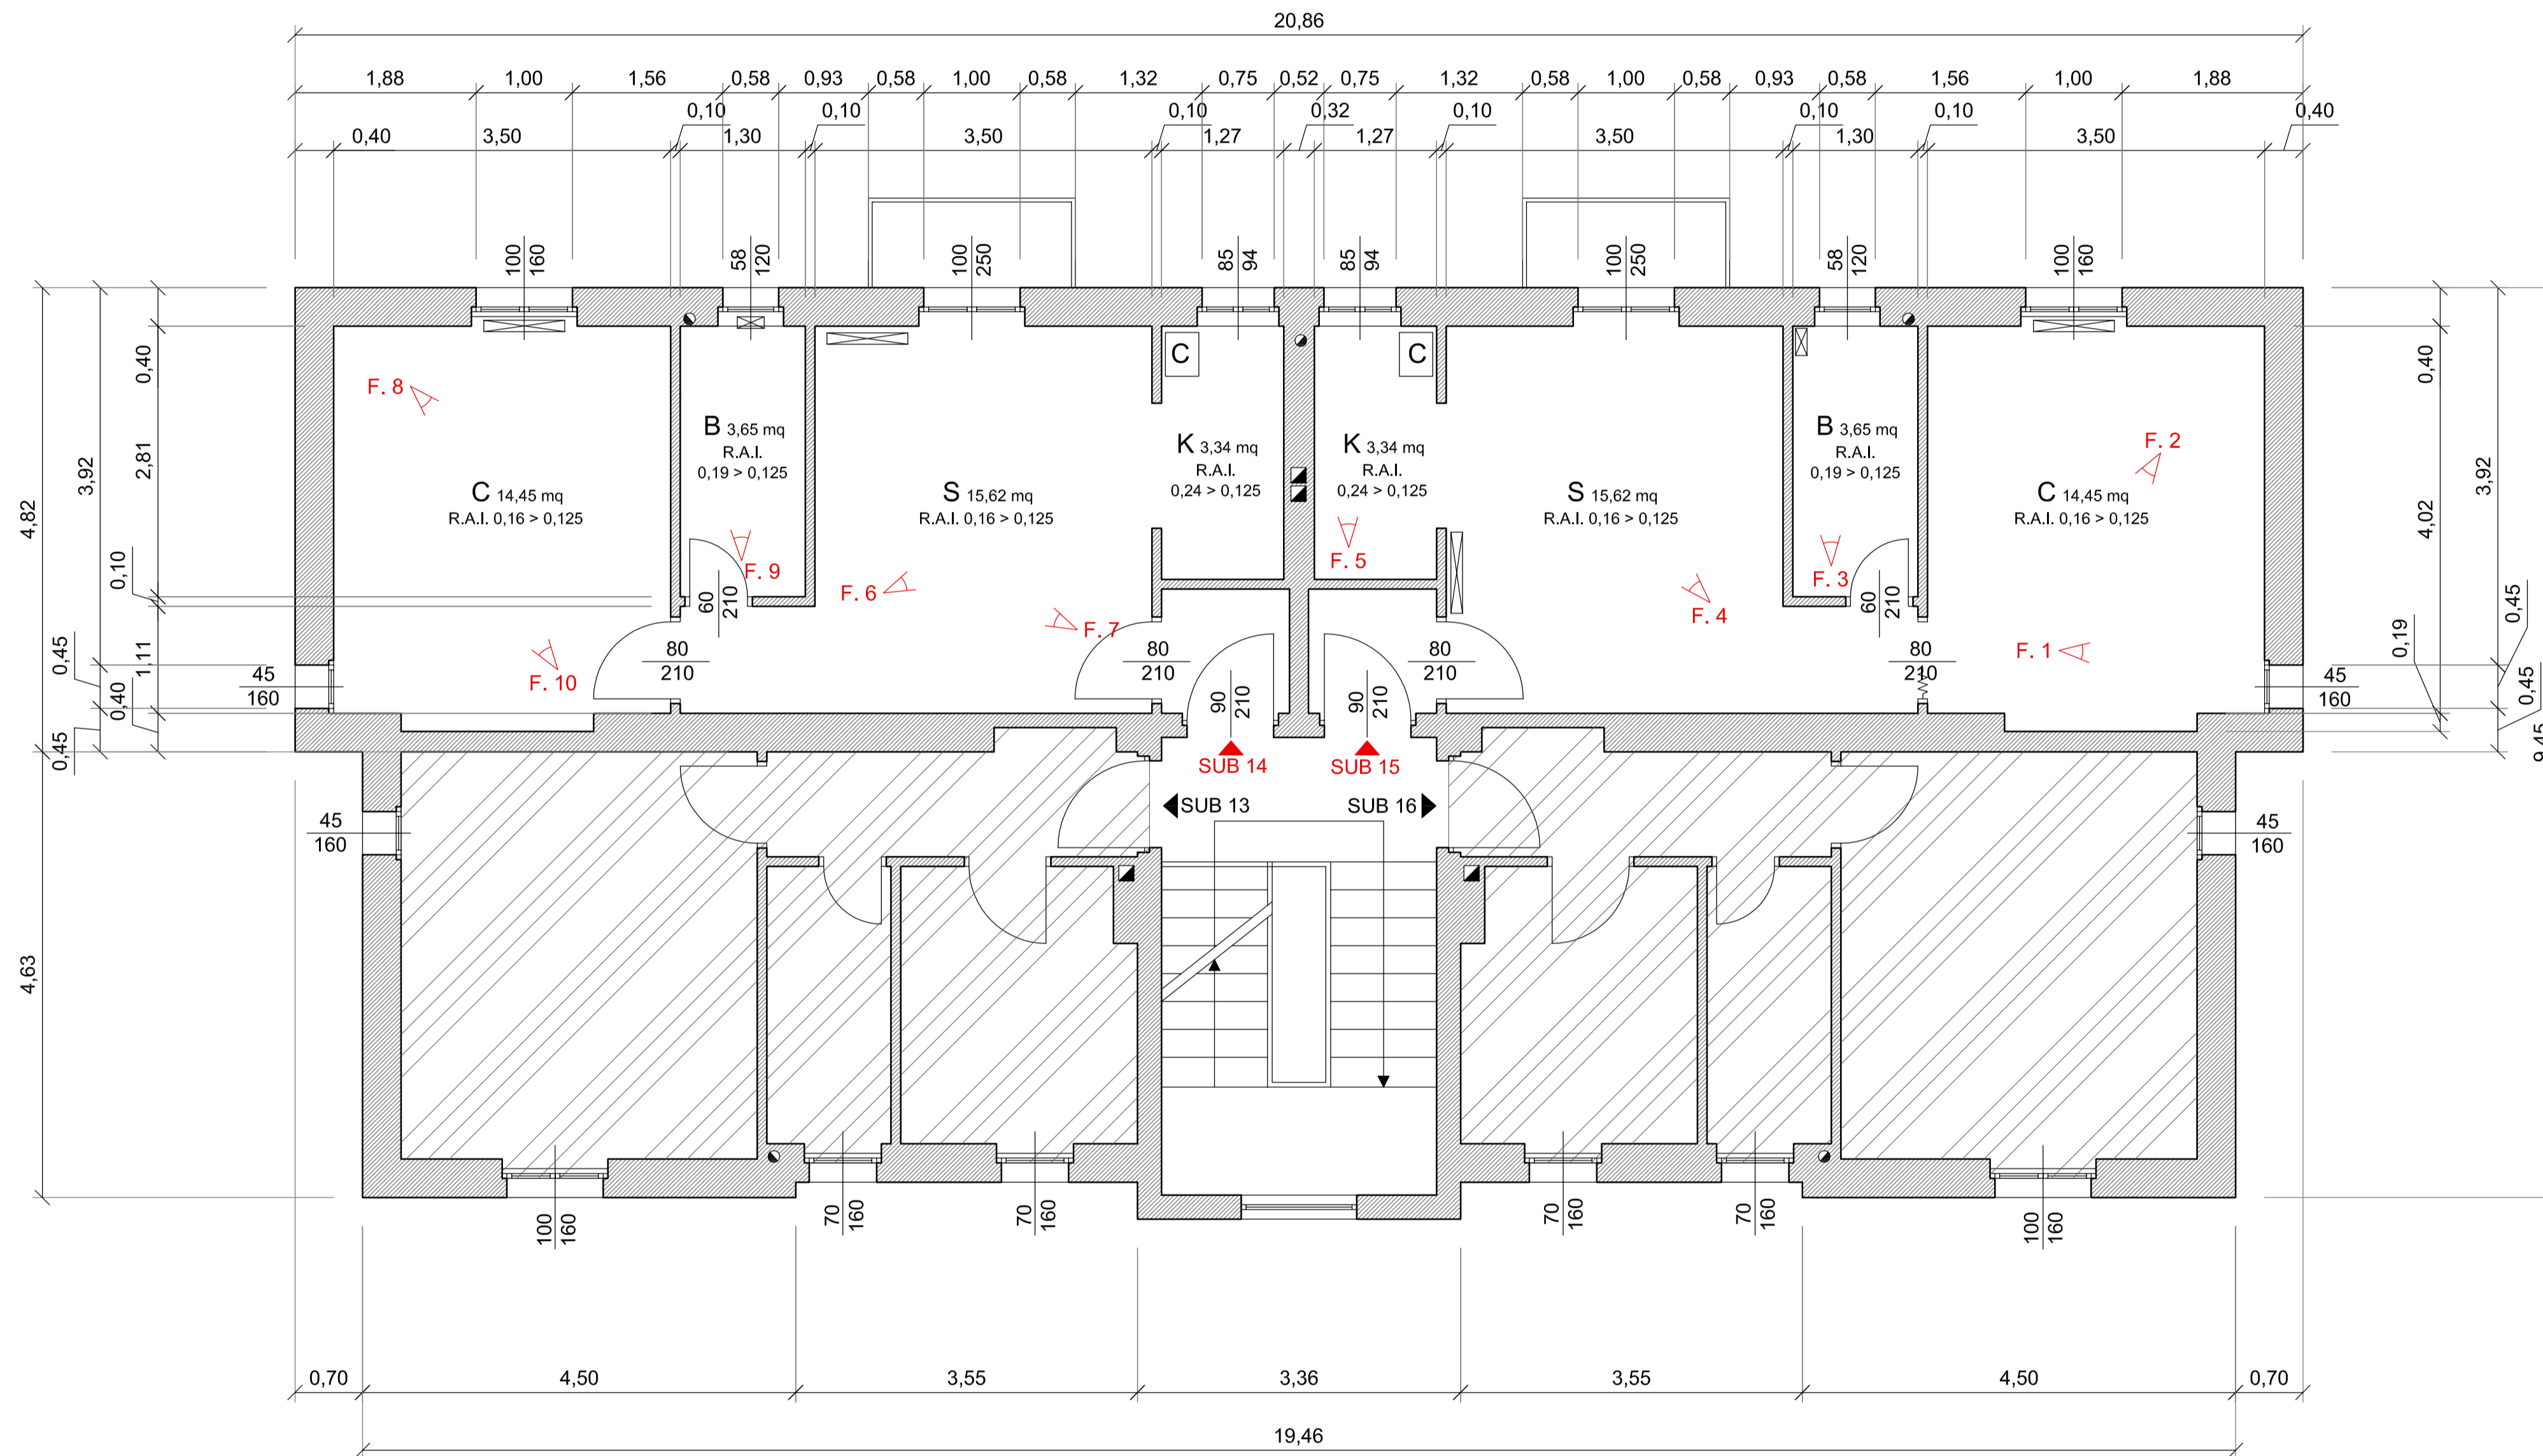 20,86
1,88 1,00 1,56 0,58 0,93 0,58 1,00 0,58 1,32 0,75 0,52 0,75 1,32 0,58 1,00 0,58 0,93 0,58 1,56 1,00 1,88
0,10 0,10 0,10 0,32 0,10 0,10 0,10 0,40
0,40 3,50 1,30 3,50 1,27 1,27 3,50 1,30 3,50
100 160 58 120 100 250 85 94 85 94 100 250 58 120 100 160
4,82 3,92 0,40 2,81 0,10 1,11 0,45 0,40 0,45
0,40 4,02 3,92 0,19 0,45 0,45 9,45
C C
F. 8
B 3,65 mq
R.A.I.
0,19 > 0,125
K 3,34 mq
R.A.I.
0,24 > 0,125
K 3,34 mq
R.A.I.
0,24 > 0,125
B 3,65 mq
R.A.I.
0,19 > 0,125
F. 2
C 14,45 mq
R.A.I. 0,16 > 0,125
S 15,62 mq
R.A.I. 0,16 > 0,125
S 15,62 mq
R.A.I. 0,16 > 0,125
C 14,45 mq
R.A.I. 0,16 > 0,125
F. 9 F. 6 F. 5 F. 3
60 210 60 210
F. 7 F. 4 F. 1
80 80 80 80
210 210 210 210
F. 10
45
160
90 210 90 210
45
160
SUB 14 SUB 15
SUB 13 SUB 16
45
160
45
160
4,63
100 160 70 160 70 160 70 160 70 160 100 160
0,70 4,50 3,55 3,36 3,55 4,50 0,70
19,46